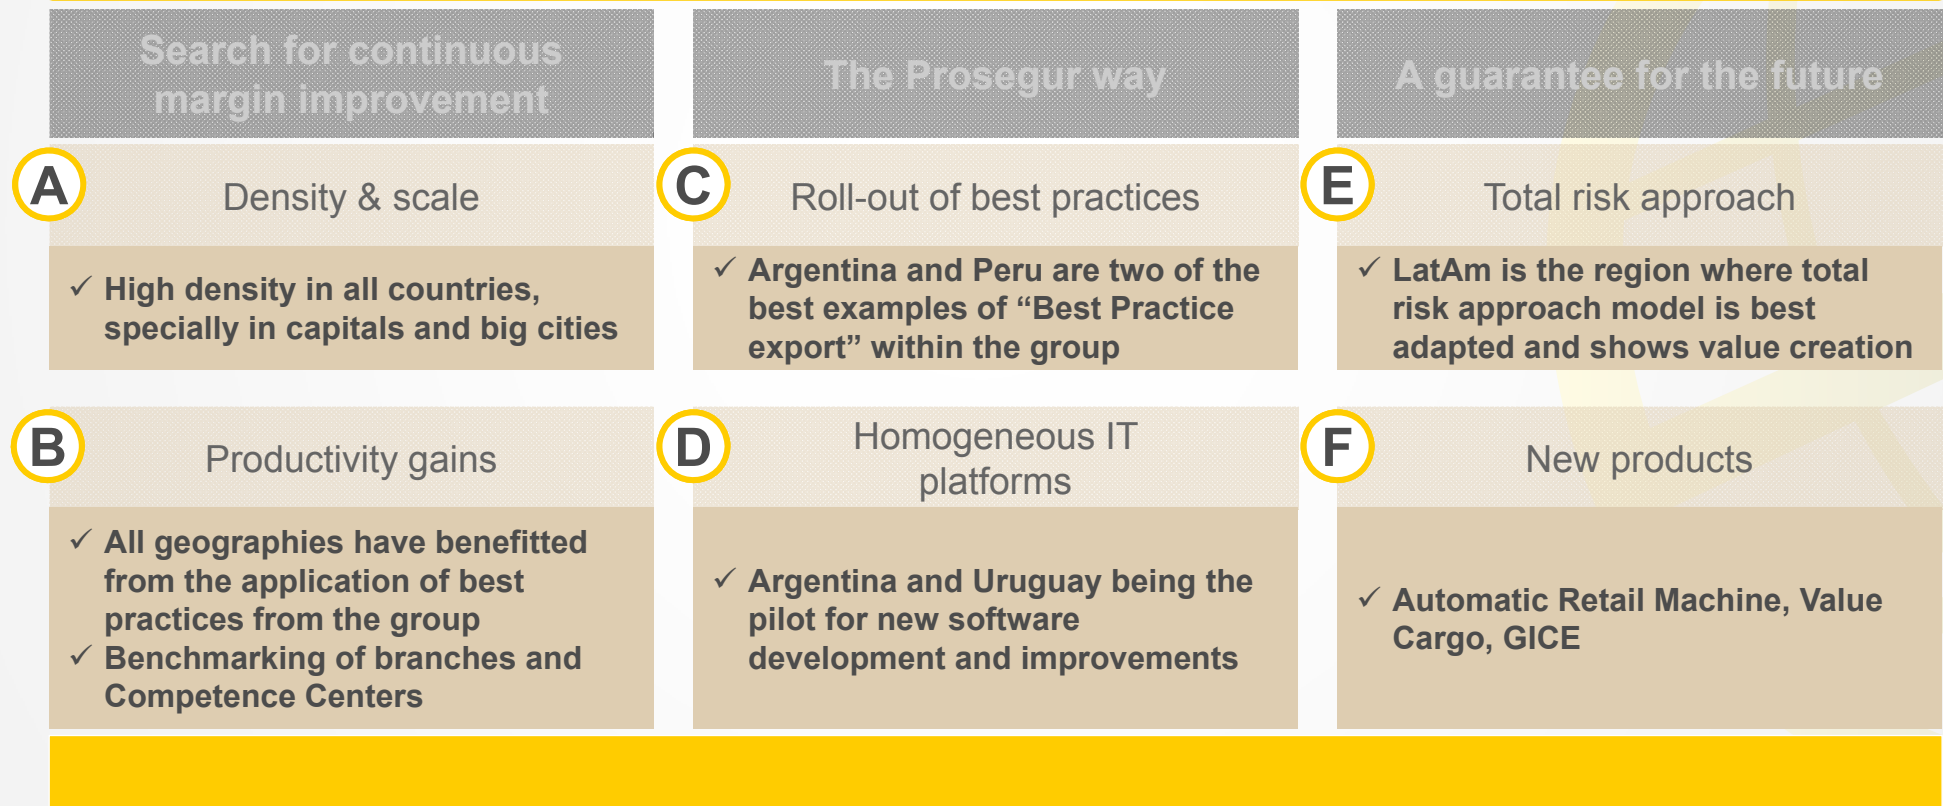 Search for continuous
margin improvement
The Prosegur way
A guarantee for the future
A
Density & scale
✓ High density in all countries,
specially in capitals and big cities
B
Productivity gains
✓ All geographies have benefitted
from the application of best
practices from the group
✓ Benchmarking of branches and
Competence Centers
C
Roll-out of best practices
✓ Argentina and Peru are two of the
best examples of “Best Practice
export” within the group
D
Homogeneous IT
platforms
✓ Argentina and Uruguay being the
pilot for new software
development and improvements
E
Total risk approach
✓ LatAm is the region where total
risk approach model is best
adapted and shows value creation
F
New products
✓ Automatic Retail Machine, Value
Cargo, GICE